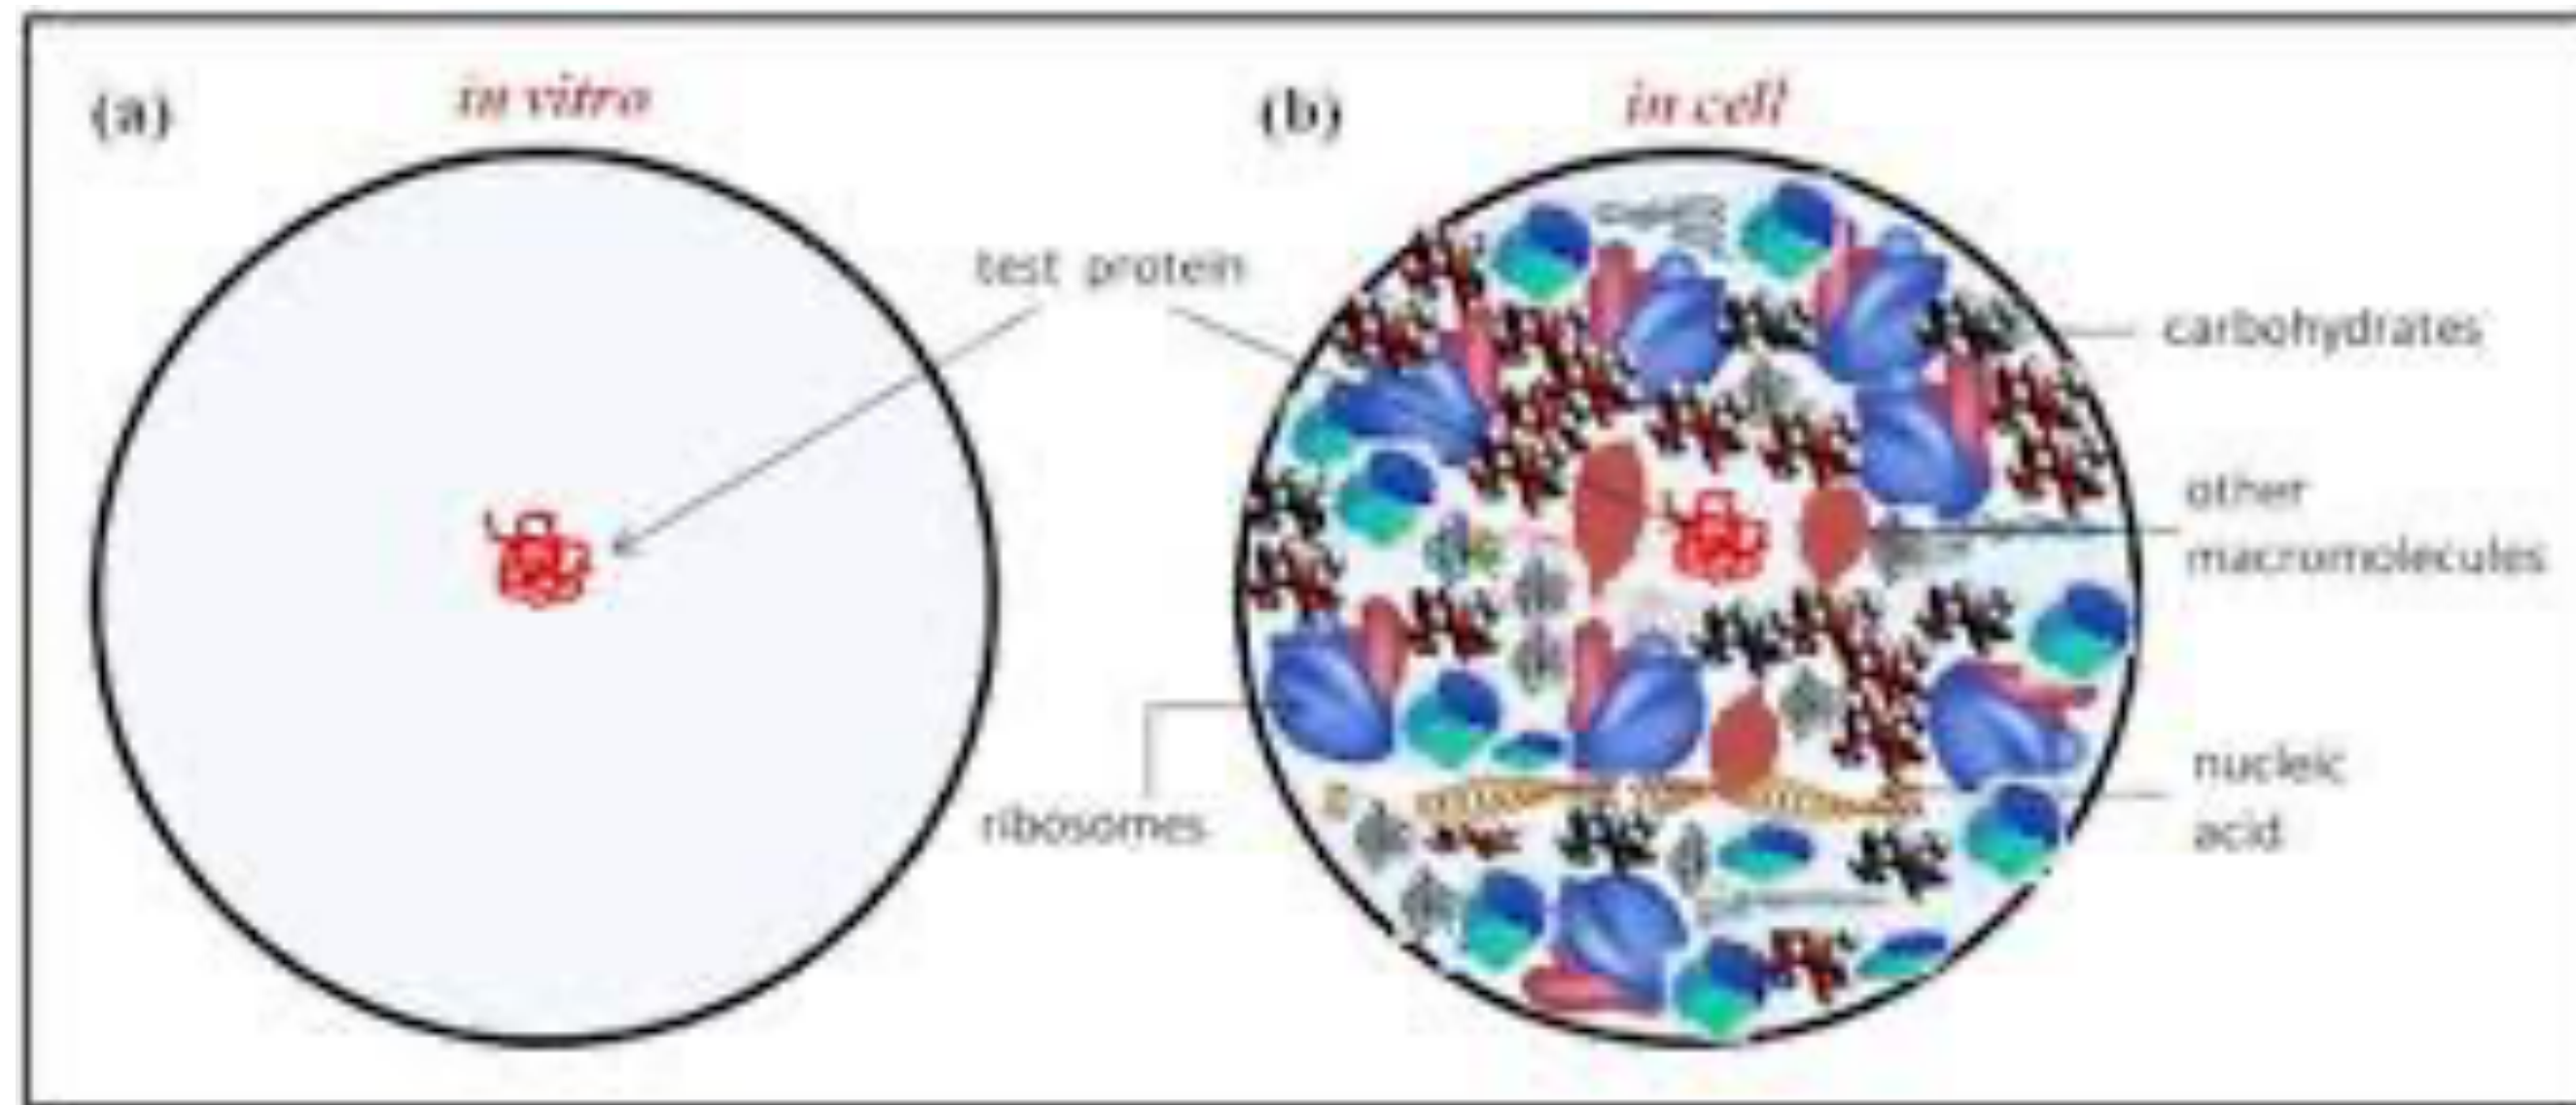 (a)
in vitro
(b)
in cell
test protein
carbohydrates
other
macromolecules
ribosomes
nucleic
acid